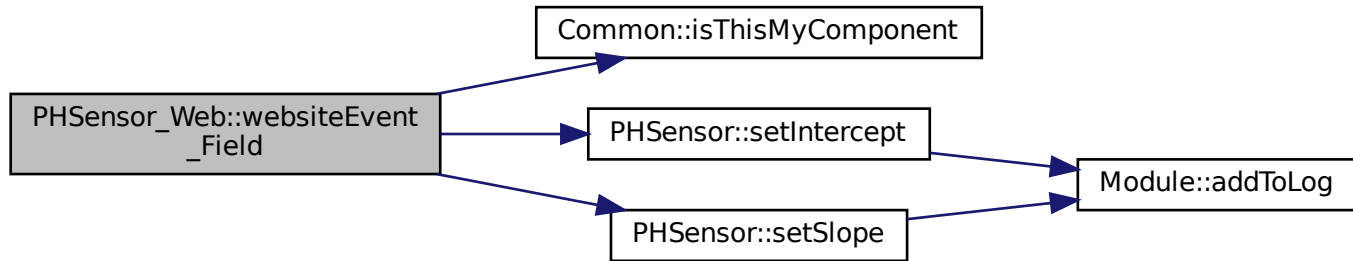 Common::isThisMyComponent
PHSensor_Web::websiteEvent
_Field
PHSensor::setIntercept
Module::addToLog
PHSensor::setSlope